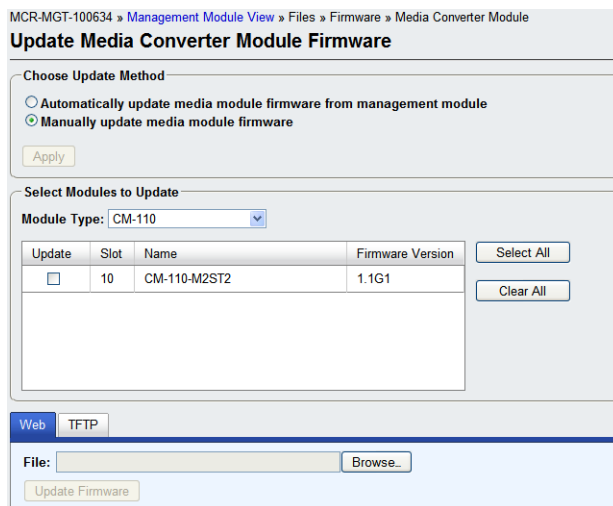 MCR-MGT-100634 » Management Module View » Files » Firmware » Media Converter Module
Update Media Converter Module Firmware
Choose Update Method
Automatically update media module firmware from management module
Manually update media module firmware
Apply
Select Modules to Update
Module Type: CM-110
Update Slot Name Firmware Version Select All
10 CM-110-M2ST2 1.1G1
Clear All
Web TFTP
File: Browse...
Update Firmware